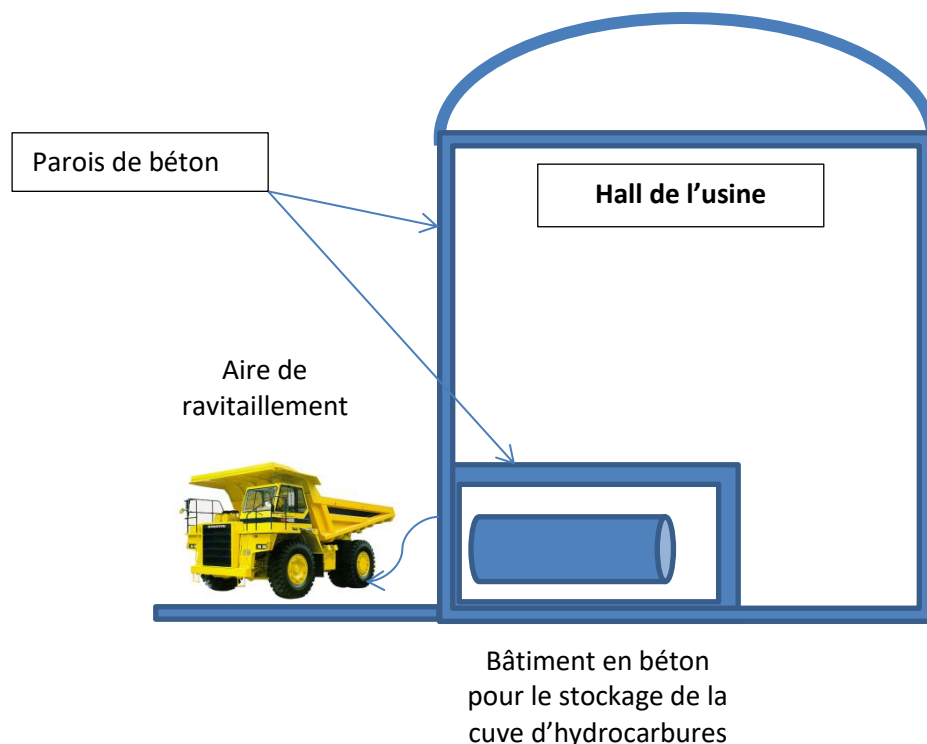 Parois de béton
Hall de l’usine
Aire de
ravitaillement
Bâtiment en béton
pour le stockage de la
cuve d’hydrocarbures